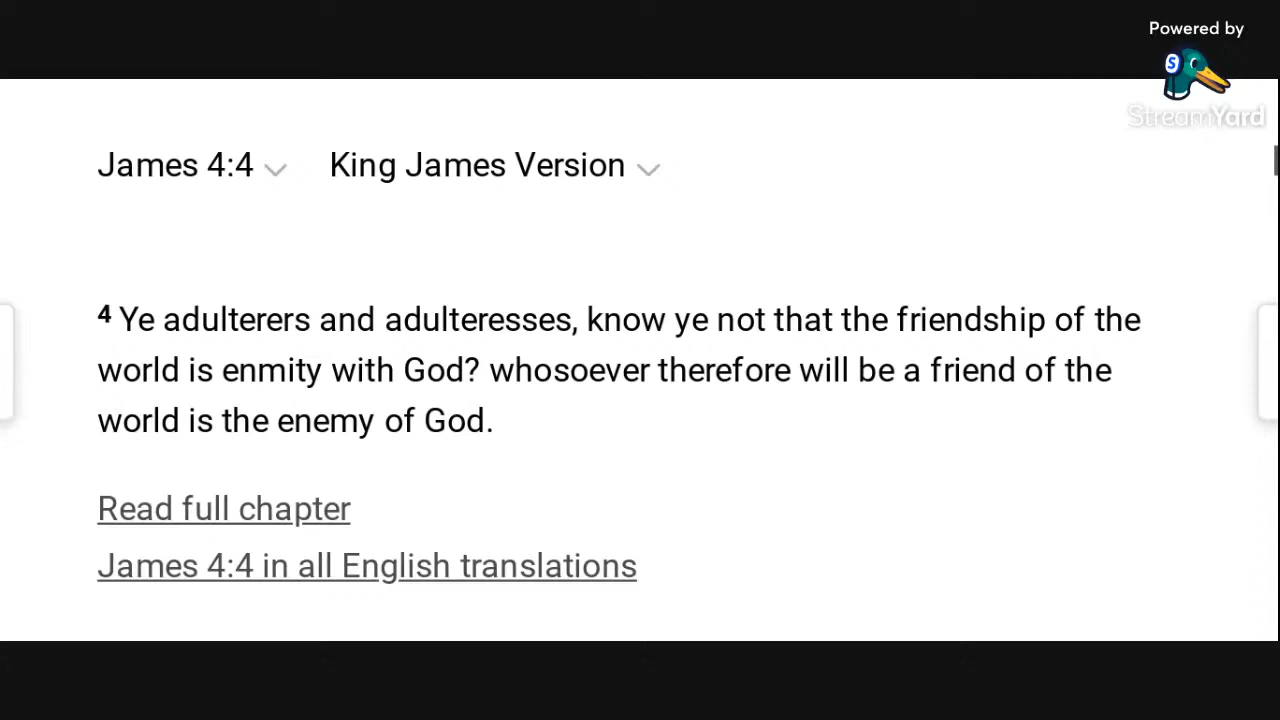 Powered by
S
StreamYard
James 4:4 King James Version
4 Ye adulterers and adulteresses, know ye not that the friendship of the
world is enmity with God? whosoever therefore will be a friend of the
world is the enemy of God.
Read full chapter
James 4:4 in all English translations